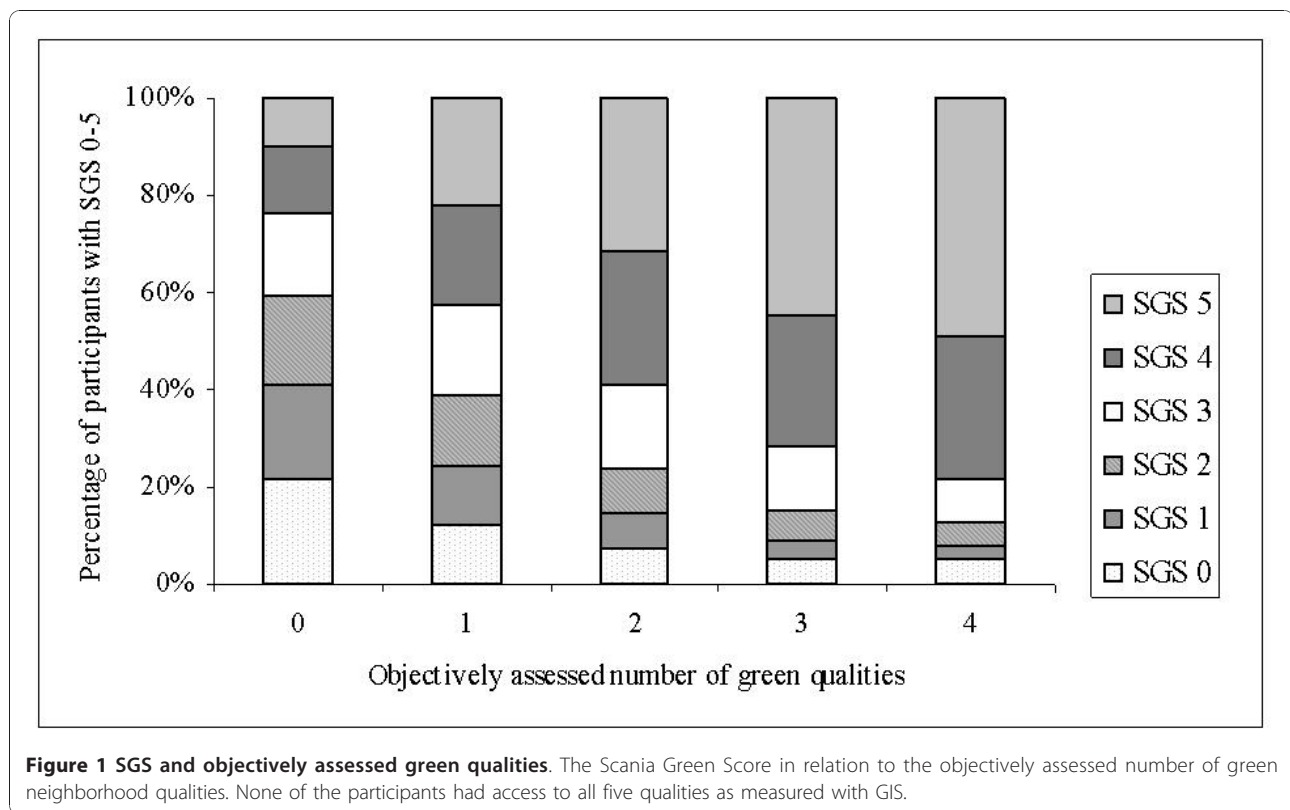 100%
80%
60%
40%
20%
0%
Percentage of participants with SGS 0-5
0 1 2 3 4
Objectively assessed number of green qualities
SGS 5
SGS 4
SGS 3
SGS 2
SGS 1
SGS 0
Figure 1 SGS and objectively assessed green qualities. The Scania Green Score in relation to the objectively assessed number of green
neighborhood qualities. None of the participants had access to all five qualities as measured with GIS.